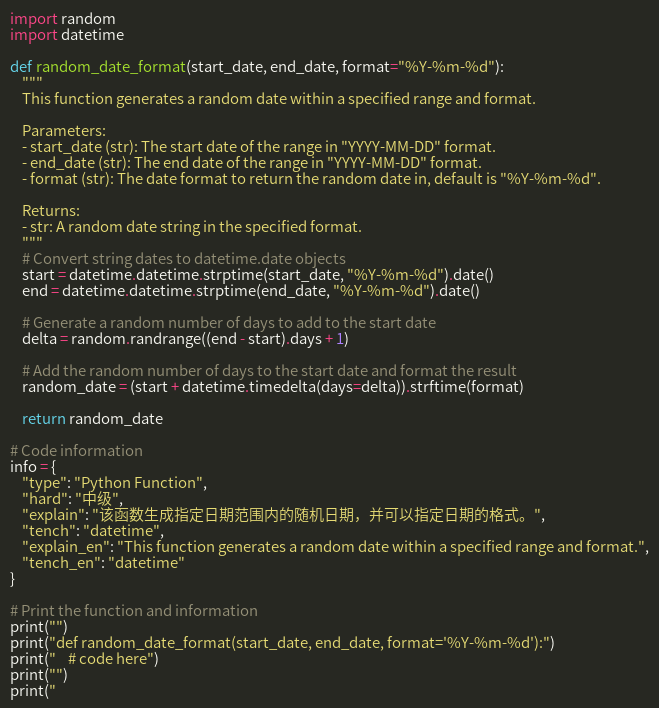 import random
import datetime

def random_date_format(start_date, end_date, format="%Y-%m-%d"):
    """
    This function generates a random date within a specified range and format.

    Parameters:
    - start_date (str): The start date of the range in "YYYY-MM-DD" format.
    - end_date (str): The end date of the range in "YYYY-MM-DD" format.
    - format (str): The date format to return the random date in, default is "%Y-%m-%d".

    Returns:
    - str: A random date string in the specified format.
    """
    # Convert string dates to datetime.date objects
    start = datetime.datetime.strptime(start_date, "%Y-%m-%d").date()
    end = datetime.datetime.strptime(end_date, "%Y-%m-%d").date()

    # Generate a random number of days to add to the start date
    delta = random.randrange((end - start).days + 1)

    # Add the random number of days to the start date and format the result
    random_date = (start + datetime.timedelta(days=delta)).strftime(format)

    return random_date

# Code information
info = {
    "type": "Python Function",
    "hard": "中级",
    "explain": "该函数生成指定日期范围内的随机日期，并可以指定日期的格式。",
    "tench": "datetime",
    "explain_en": "This function generates a random date within a specified range and format.",
    "tench_en": "datetime"
}

# Print the function and information
print("")
print("def random_date_format(start_date, end_date, format='%Y-%m-%d'):")
print("    # code here")
print("")
print("